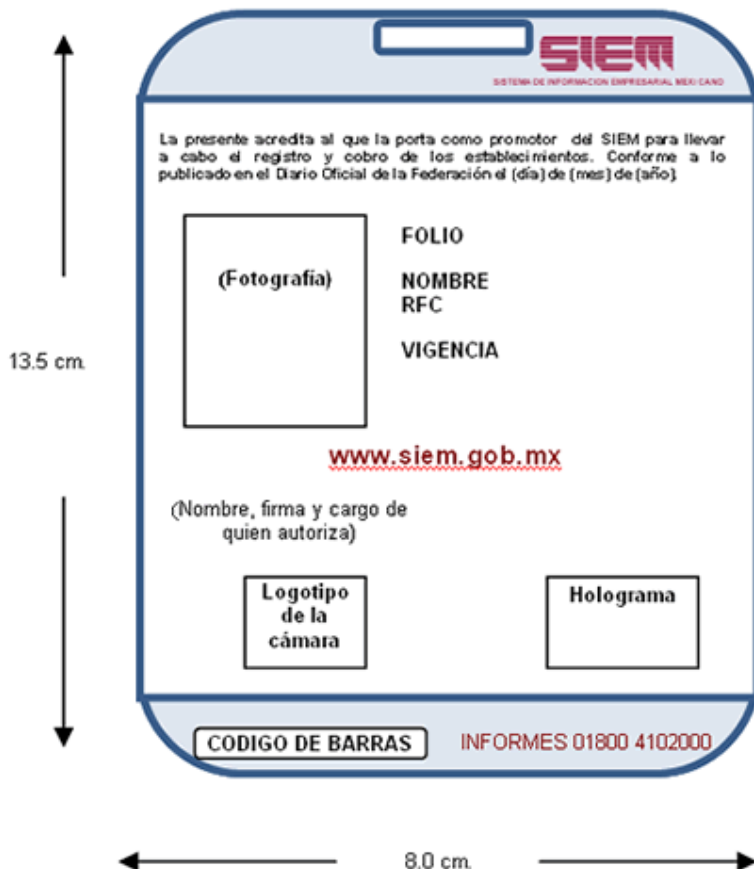 SIEM
SISTEMA DE INFORMACION EMPRESARIAL MEXICANO
La presente acredita al que la porta como promotor del SIEM para llevar
a cabo el registro y cobro de los establecimientos. Conforme a lo
publicado en el Diario Oficial de la Federación el (día) de (mes) de (año).
(Fotografía)
FOLIO
NOMBRE
RFC
VIGENCIA
13.5 cm.
www.siem.gob.mx
(Nombre, firma y cargo de
quien autoriza)
Logotipo
de la
cámara
Holograma
CODIGO DE BARRAS
INFORMES 01800 4102000
8.0 cm.